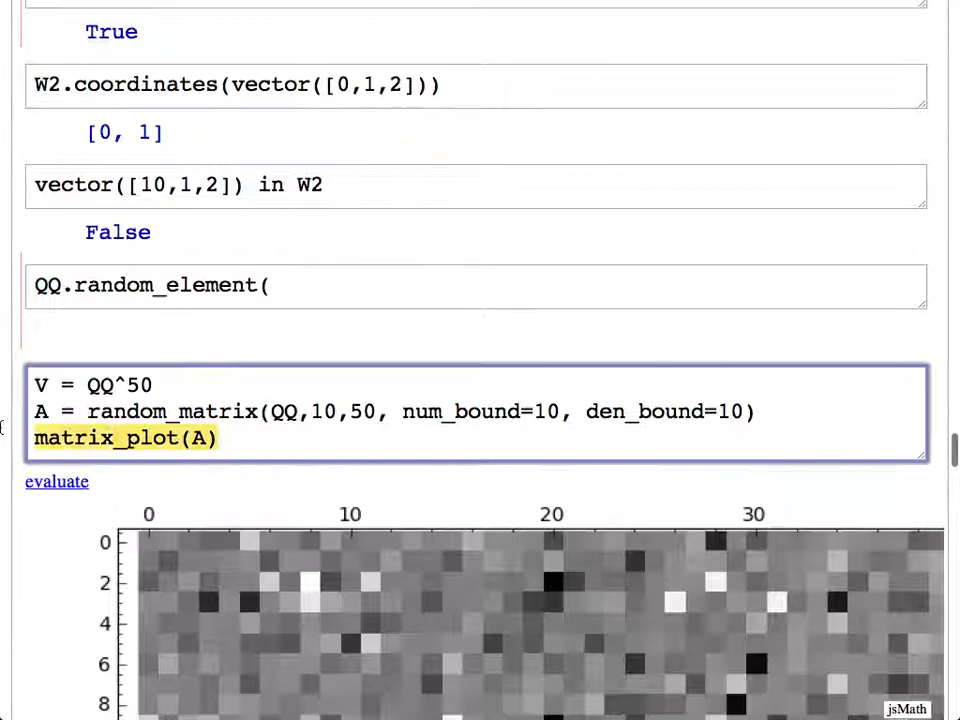 True
W2.coordinates(vector([0,1,2]))
[0, 1]
vector([10,1,2]) in W2
False
QQ.random_element(
V = QQ^50
A = random_matrix(QQ,10,50, num_bound=10, den_bound=10)
matrix_plot(A)
evaluate
0 10 20 30
0
2
4
6
8
jsMath